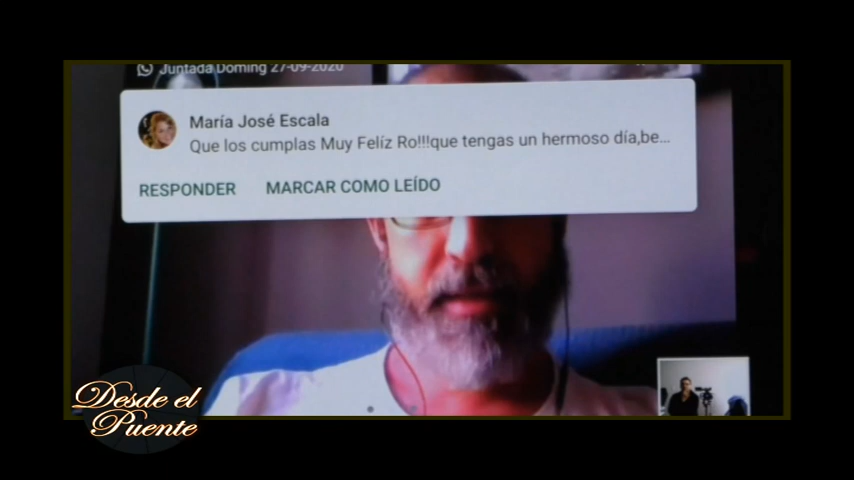 Juntada Doming 27-09-2020
María José Escala
Que los cumplas Muy Felíz Ro!!!que tengas un hermoso día,be...
RESPONDER MARCAR COMO LEÍDO
Desde el
Puente